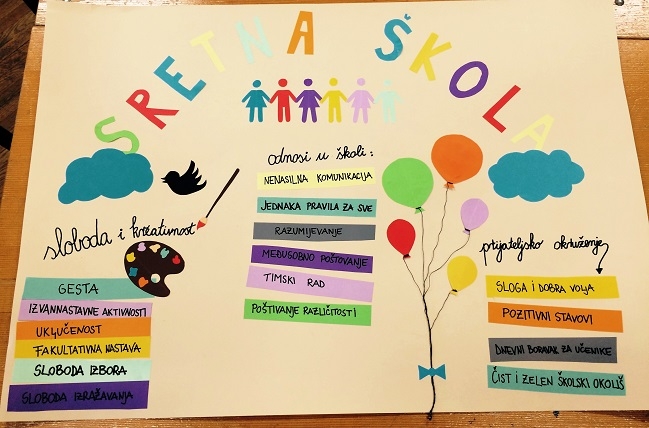 SRETNA ŠKOLA
sloboda i kreativnost
GESTA
IZVANNASTAVNE AKTIVNOSTI
UKLJUČENOST
FAKULTATIVNA NASTAVA
SLOBODA IZBORA
SLOBODA IZRAŽAVANJA
Odnosi u školi:
NENASILNA KOMUNIKACIJA
JEDNAKA PRAVILA ZA SVE
RAZUMIJEVANJE
MEĐUSOBNO POŠTOVANJE
TIMSKI RAD
POŠTIVANJE RAZLIČITOSTI
prijateljsko okruženje
SLOGA I DOBRA VOLJA
POZITIVNI STAVOVI
DNEVNI BORAVAK ZA UČENIKE
ČIST I ZELEN ŠKOLSKI OKOLIŠ